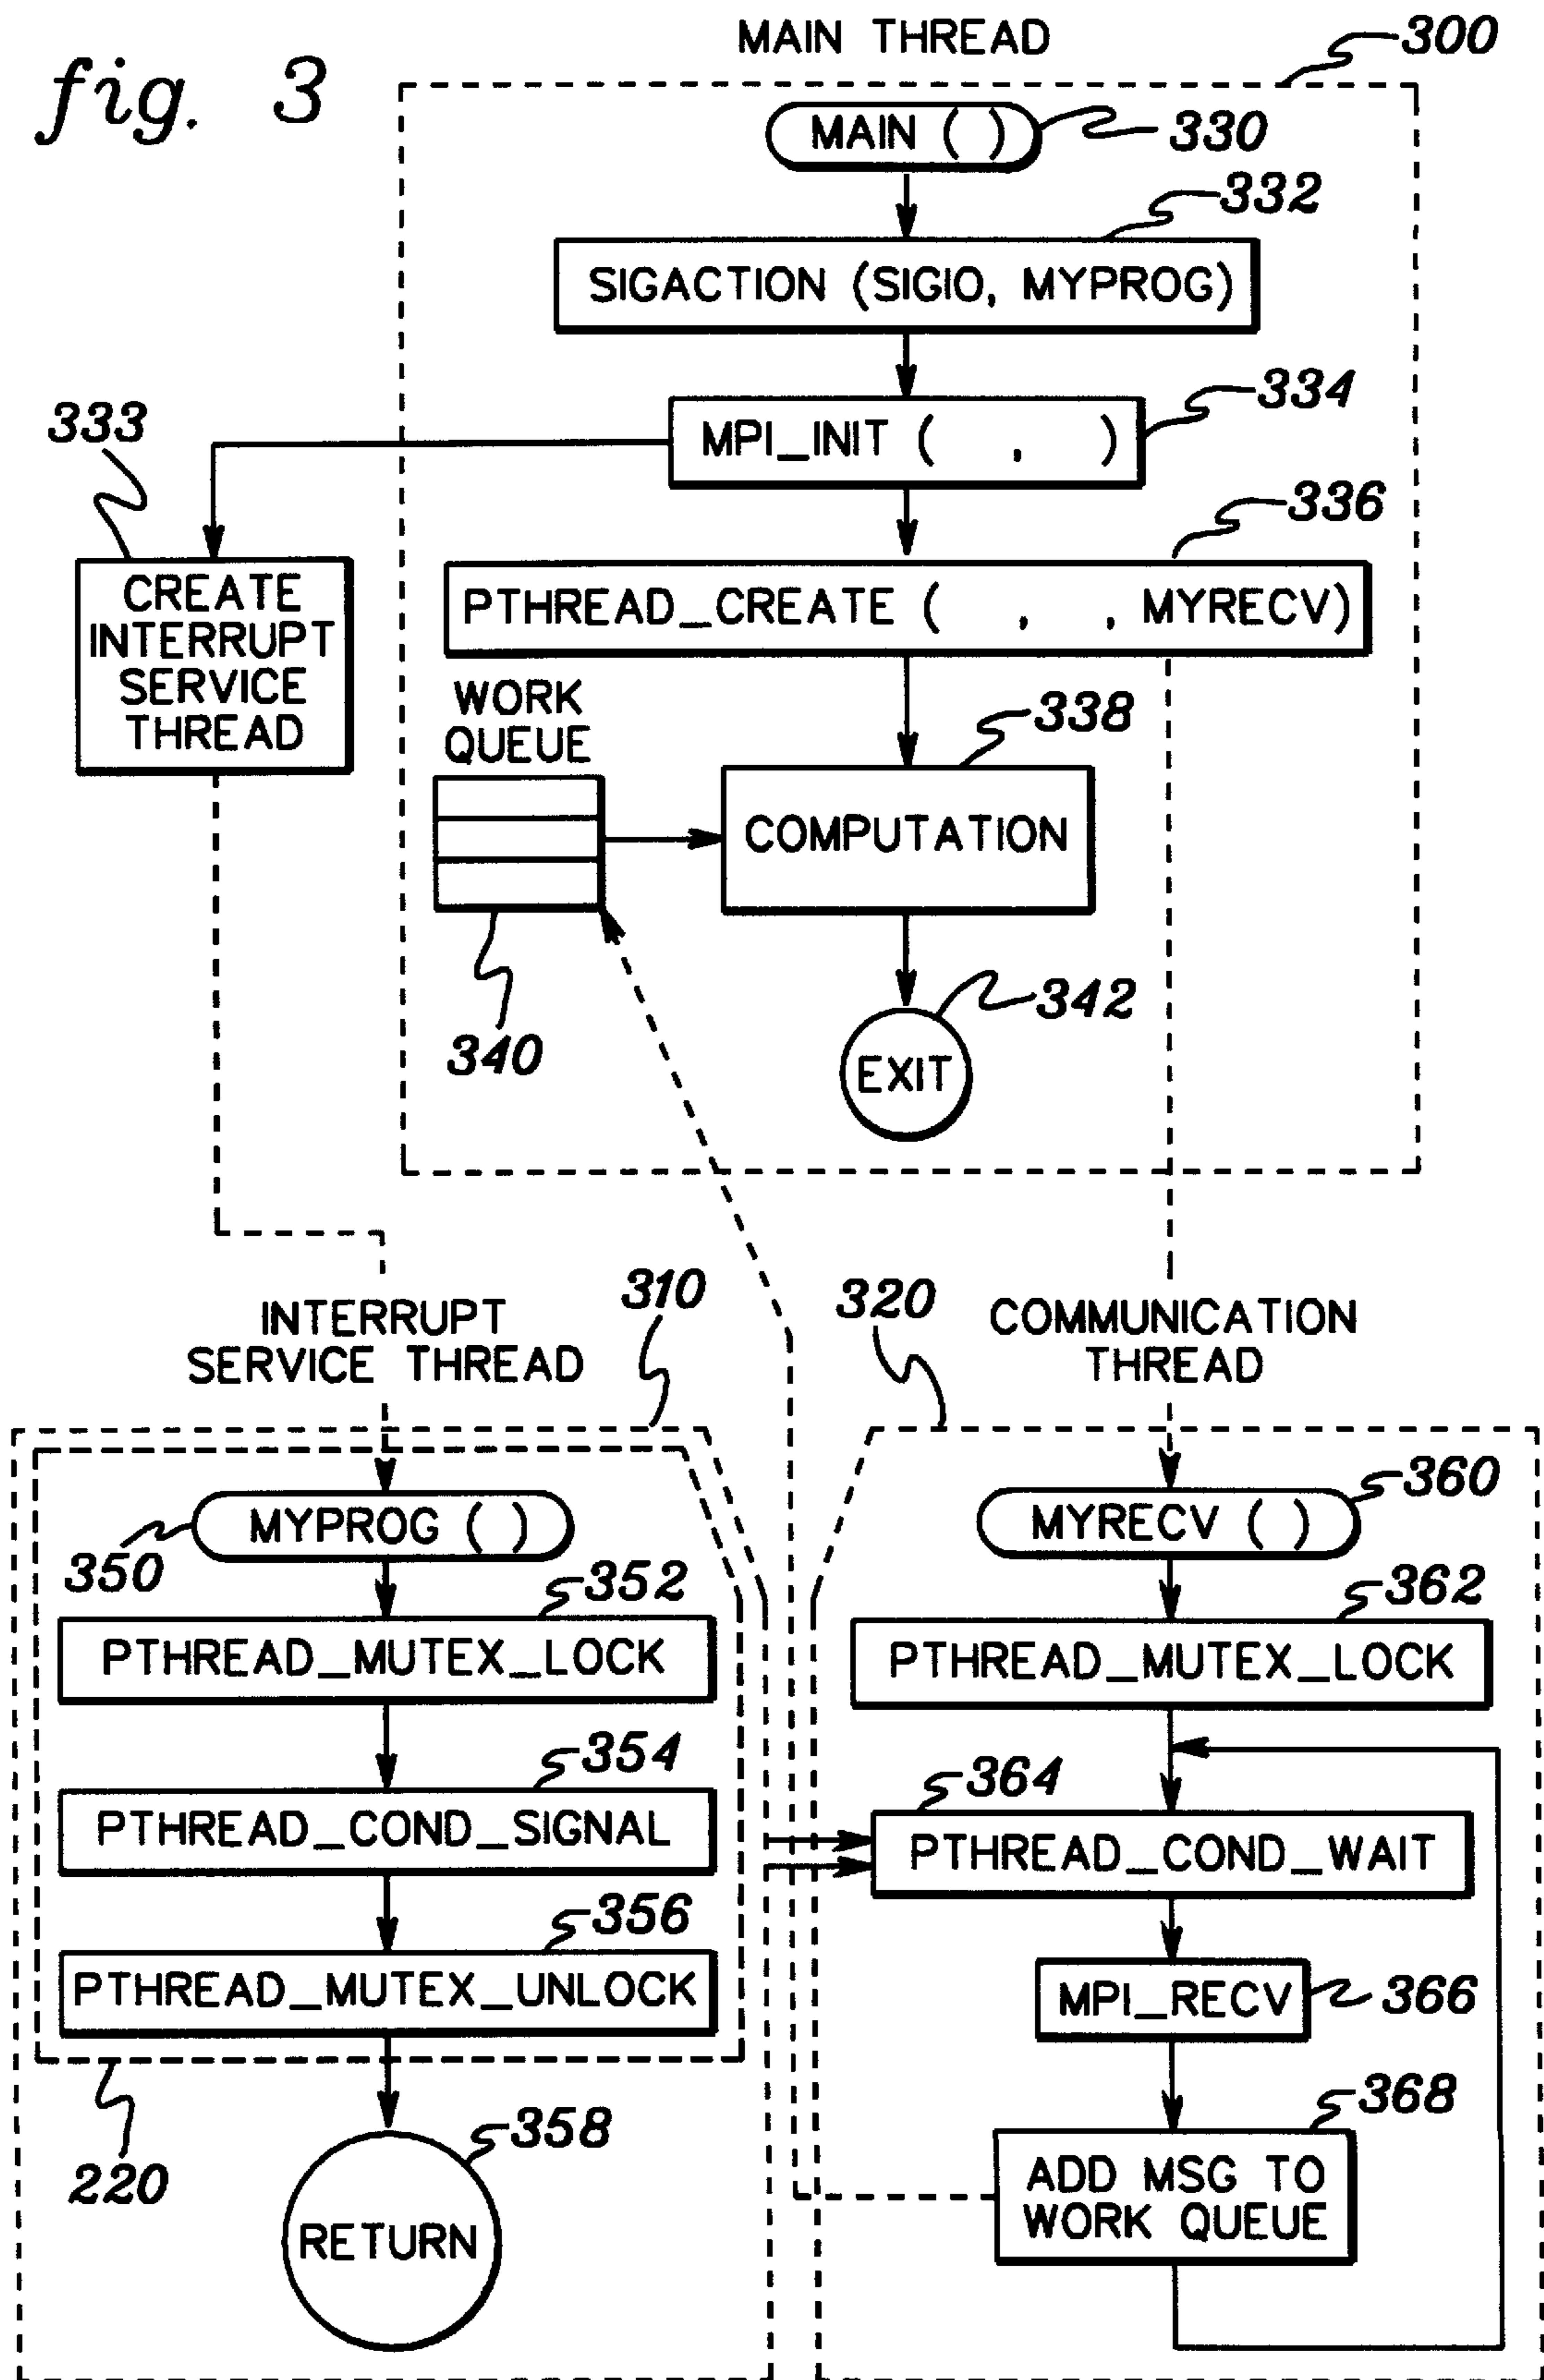 fig. 3
MAIN THREAD
300
MAIN ( )
330
332
SIGACTION (SIGIO, MYPROG)
334
MPI_INIT ( , )
333
336
CREATE
INTERRUPT
SERVICE
THREAD
PTHREAD_CREATE ( , , MYRECV)
WORK
QUEUE
338
COMPUTATION
340
342
EXIT
INTERRUPT
SERVICE THREAD
310
320
COMMUNICATION
THREAD
MYPROG ( )
350
352
PTHREAD_MUTEX_LOCK
354
PTHREAD_COND_SIGNAL
356
PTHREAD_MUTEX_UNLOCK
220
358
RETURN
MYRECV ( )
360
362
PTHREAD_MUTEX_LOCK
364
PTHREAD_COND_WAIT
MPI_RECV
366
368
ADD MSG TO
WORK QUEUE